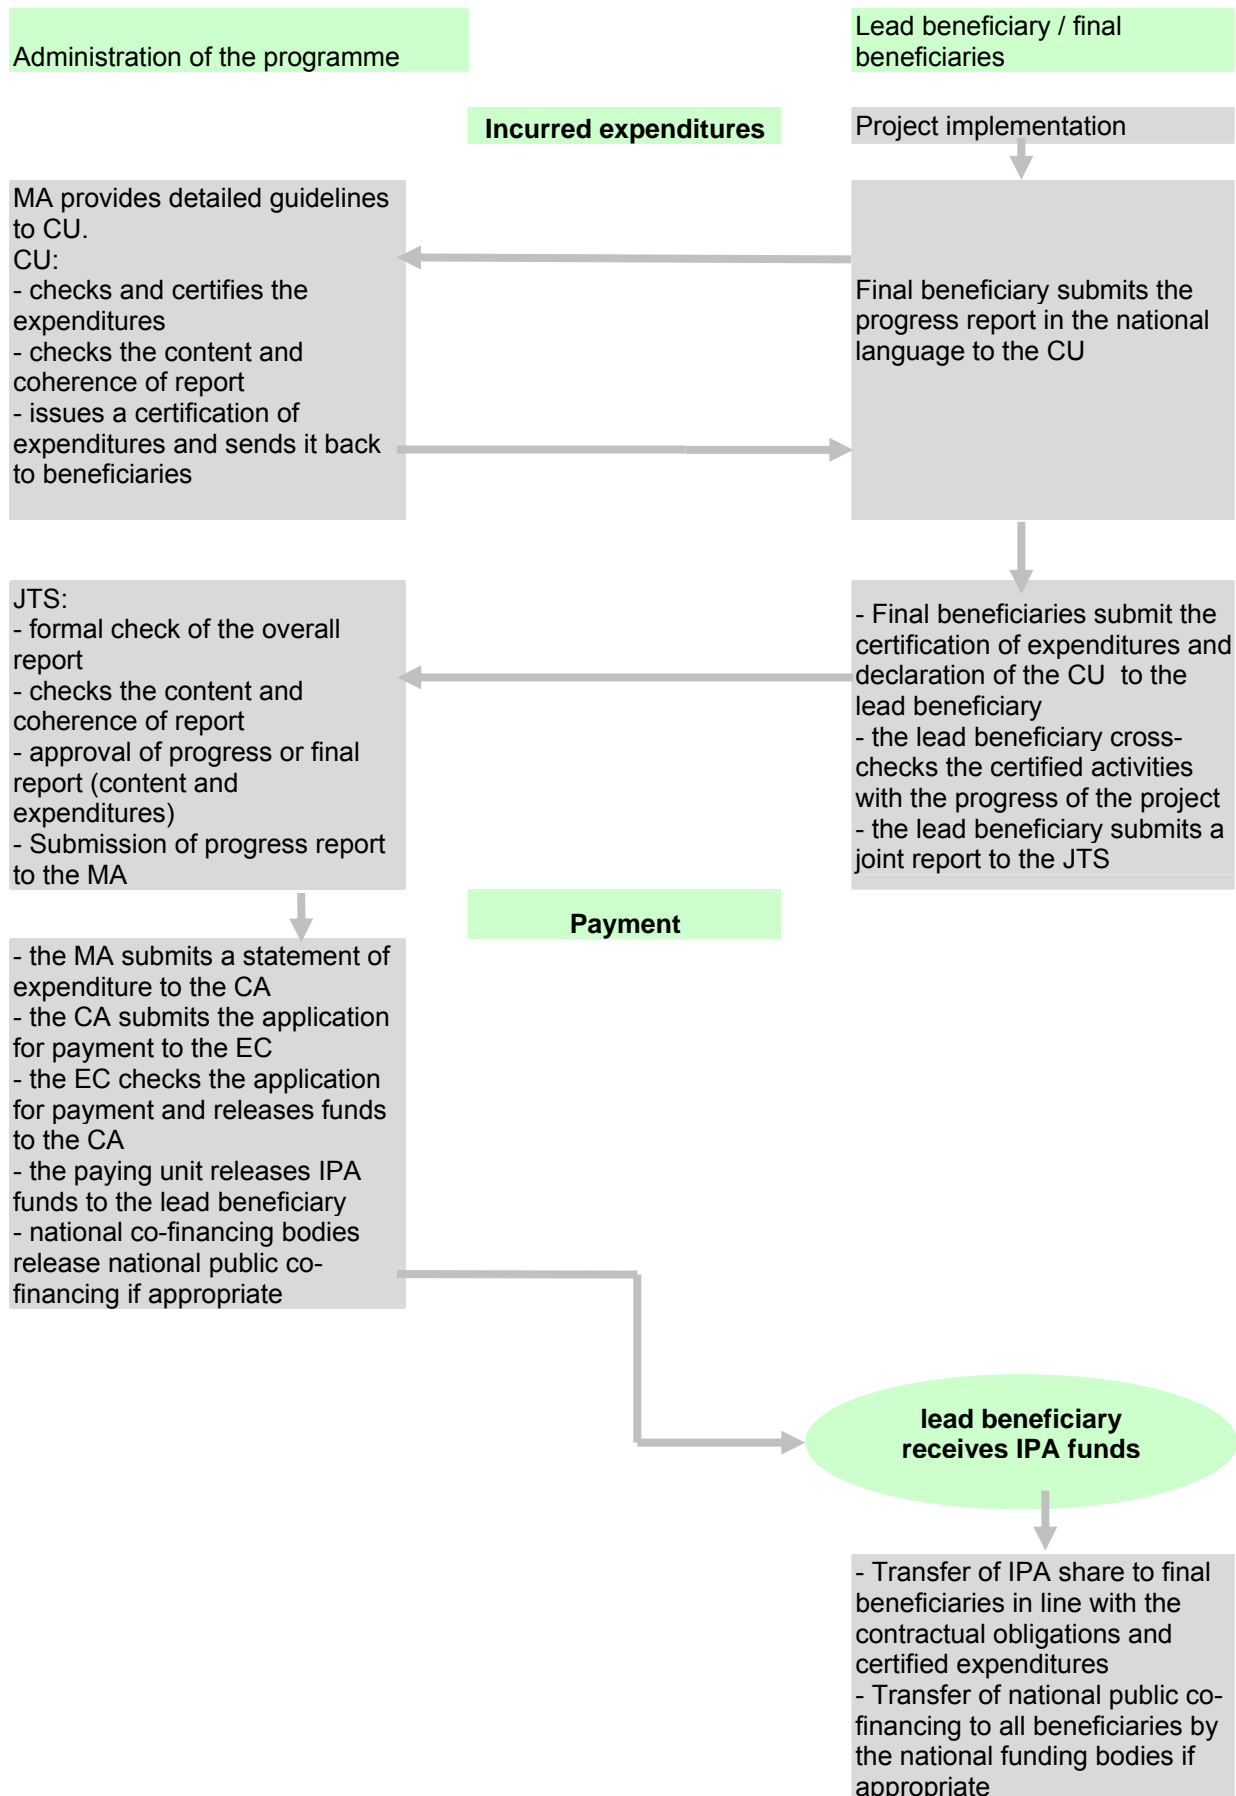 Administration of the programme
Lead beneficiary / final
beneficiaries
Incurred expenditures
Project implementation
MA provides detailed guidelines
to CU.
CU:
- checks and certifies the
expenditures
- checks the content and
coherence of report
- issues a certification of
expenditures and sends it back
to beneficiaries
Final beneficiary submits the
progress report in the national
language to the CU
JTS:
- formal check of the overall
report
- checks the content and
coherence of report
- approval of progress or final
report (content and
expenditures)
- Submission of progress report
to the MA
- Final beneficiaries submit the
certification of expenditures and
declaration of the CU  to the
lead beneficiary
- the lead beneficiary cross-
checks the certified activities
with the progress of the project
- the lead beneficiary submits a
joint report to the JTS
Payment
- the MA submits a statement of
expenditure to the CA
- the CA submits the application
for payment to the EC
- the EC checks the application
for payment and releases funds
to the CA
- the paying unit releases IPA
funds to the lead beneficiary
- national co-financing bodies
release national public co-
financing if appropriate
lead beneficiary
receives IPA funds
- Transfer of IPA share to final
beneficiaries in line with the
contractual obligations and
certified expenditures
- Transfer of national public co-
financing to all beneficiaries by
the national funding bodies if
appropriate